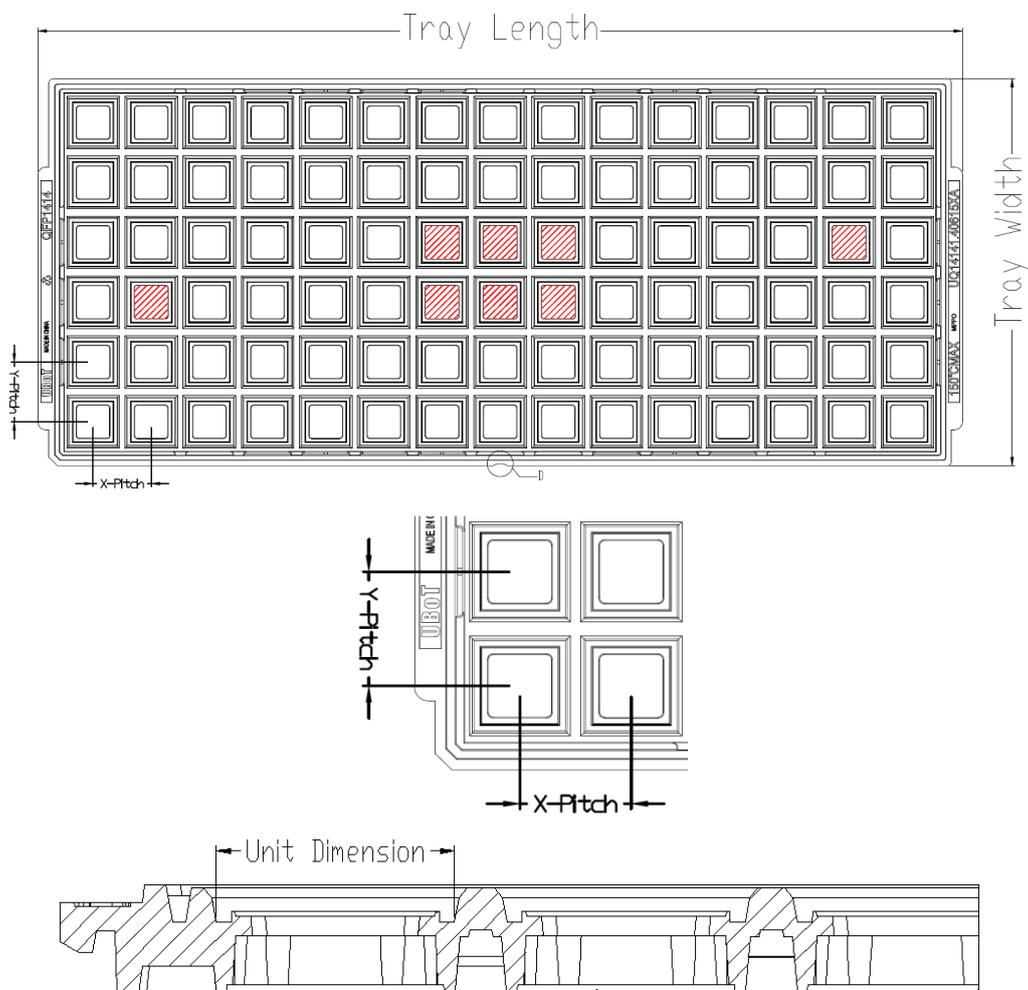 Tray Length
QFP1414
UQ14141.40615XA
Tray Width
MADE IN CHINA
MPPO
150°CMAX
UBoT
Y-Pitch
X-Pitch
D
MADE IN C
UBoT
Y-Pitch
X-Pitch
Unit Dimension